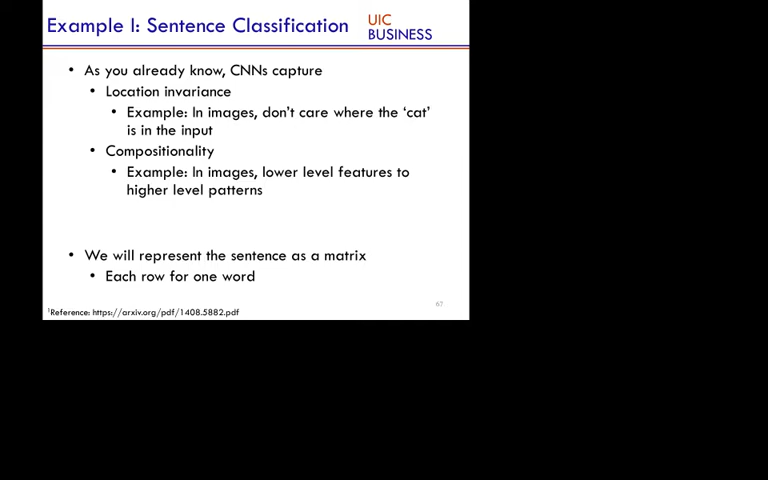 Example I: Sentence Classification
UIC
BUSINESS
• As you already know, CNNs capture
• Location invariance
• Example: In images, don't care where the ‘cat’
is in the input
• Compositionality
• Example: In images, lower level features to
higher level patterns
• We will represent the sentence as a matrix
• Each row for one word
67
¹Reference: https://arxiv.org/pdf/1408.5882.pdf